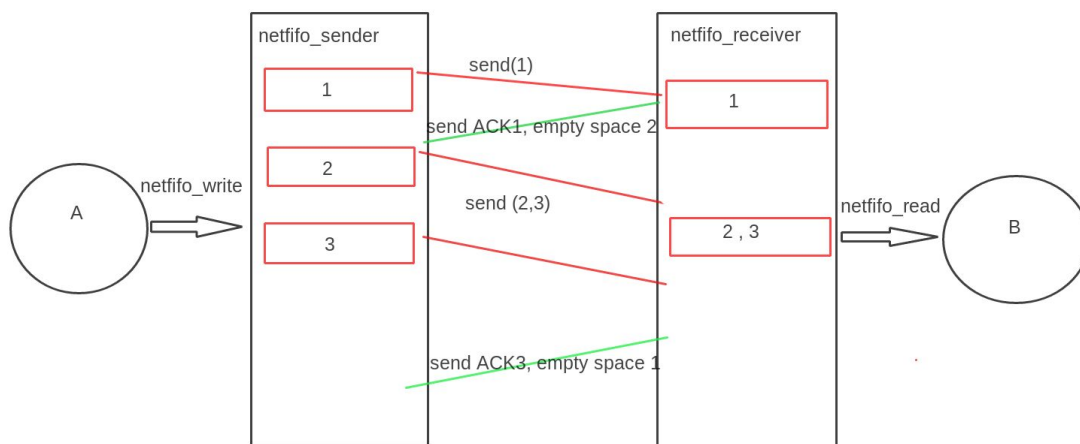 netfifo_sender
netfifo_receiver
send(1)
1
1
send ACK1, empty space 2
2
netfifo_write
A
send (2,3)
netfifo_read
B
2 , 3
3
send ACK3, empty space 1